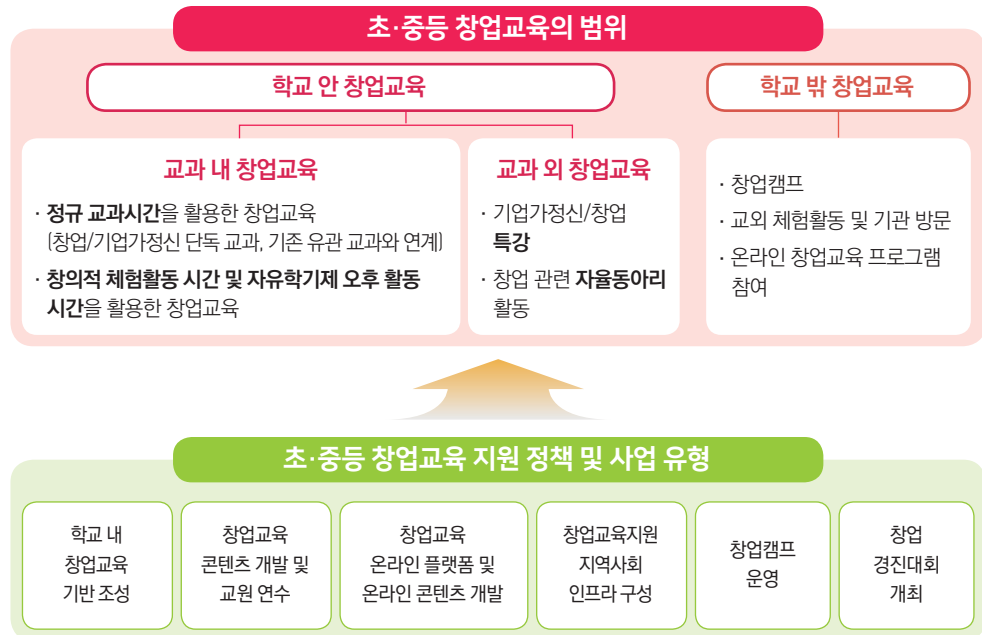 초·중등 창업교육의 범위
학교 안 창업교육
학교 밖 창업교육
교과 내 창업교육
· 정규 교과시간을 활용한 창업교육
(창업/기업가정신 단독 교과, 기존 유관 교과와 연계)
· 창의적 체험활동 시간 및 자유학기제 오후 활동
시간을 활용한 창업교육
교과 외 창업교육
· 기업가정신/창업
특강
· 창업 관련 자율동아리
활동
· 창업캠프
· 교외 체험활동 및 기관 방문
· 온라인 창업교육 프로그램
참여
초·중등 창업교육 지원 정책 및 사업 유형
학교 내
창업교육
기반 조성
창업교육
콘텐츠 개발 및
교원 연수
창업교육
온라인 플랫폼 및
온라인 콘텐츠 개발
창업교육지원
지역사회
인프라 구성
창업캠프
운영
창업
경진대회
개최